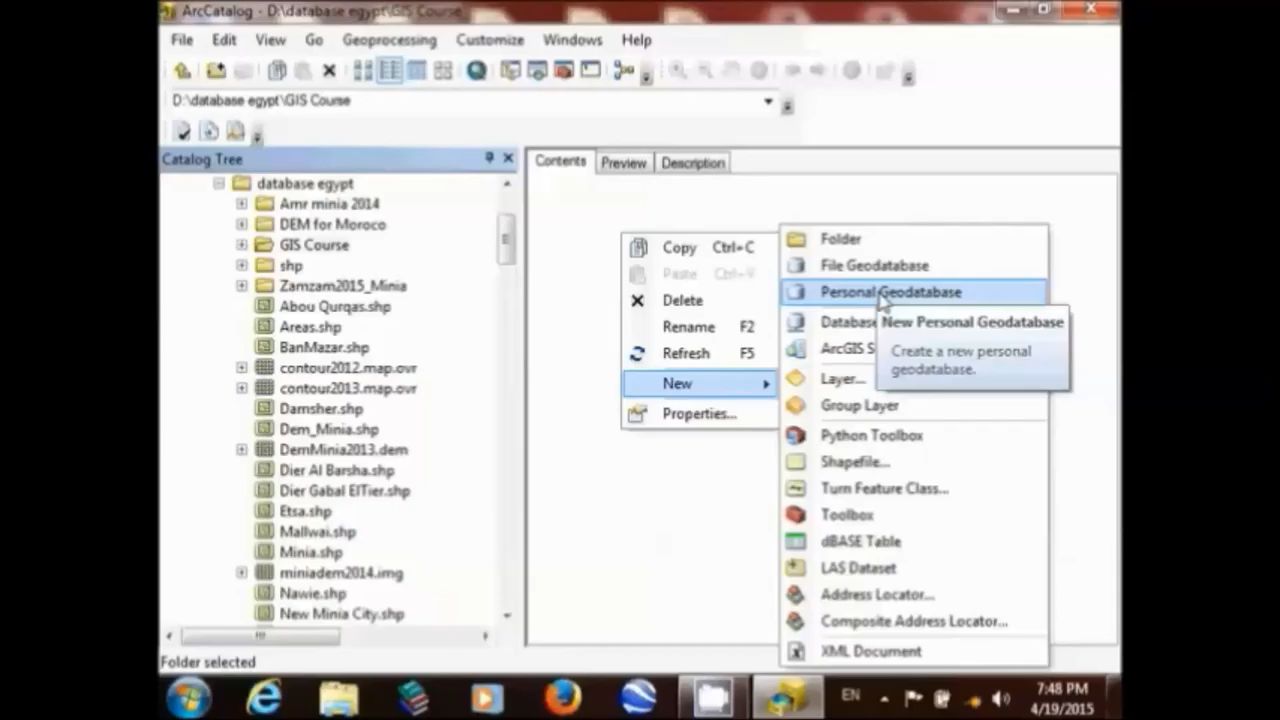 ArcCatalog - D:\database egypt\GIS Course
File Edit View Go Geoprocessing Customize Windows Help
D:\database egypt\GIS Course
Catalog Tree
database egypt
Amr minia 2014
DEM for Moroco
GIS Course
shp
Zamzam2015_Minia
Abou Qurqas.shp
Areas.shp
BanMazar.shp
contour2012.map.ovr
contour2013.map.ovr
Damsher.shp
Dem_Minia.shp
DemMinia2013.dem
Dier Al Barsha.shp
Dier Gabal ElTier.shp
Etsa.shp
Mallwai.shp
Minia.shp
miniadem2014.img
Nawie.shp
New Minia City.shp
Contents Preview Description
Copy Ctrl+C
Paste Ctrl+V
Delete
Rename F2
Refresh F5
New
Properties...
Folder
File Geodatabase
Personal Geodatabase
Database
ArcGIS S
Layer...
Group Layer
Python Toolbox
Shapefile...
Turn Feature Class...
Toolbox
dBASE Table
LAS Dataset
Address Locator...
Composite Address Locator...
XML Document
New Personal Geodatabase
Create a new personal
geodatabase.
Folder selected
EN
7:48 PM
4/19/2015